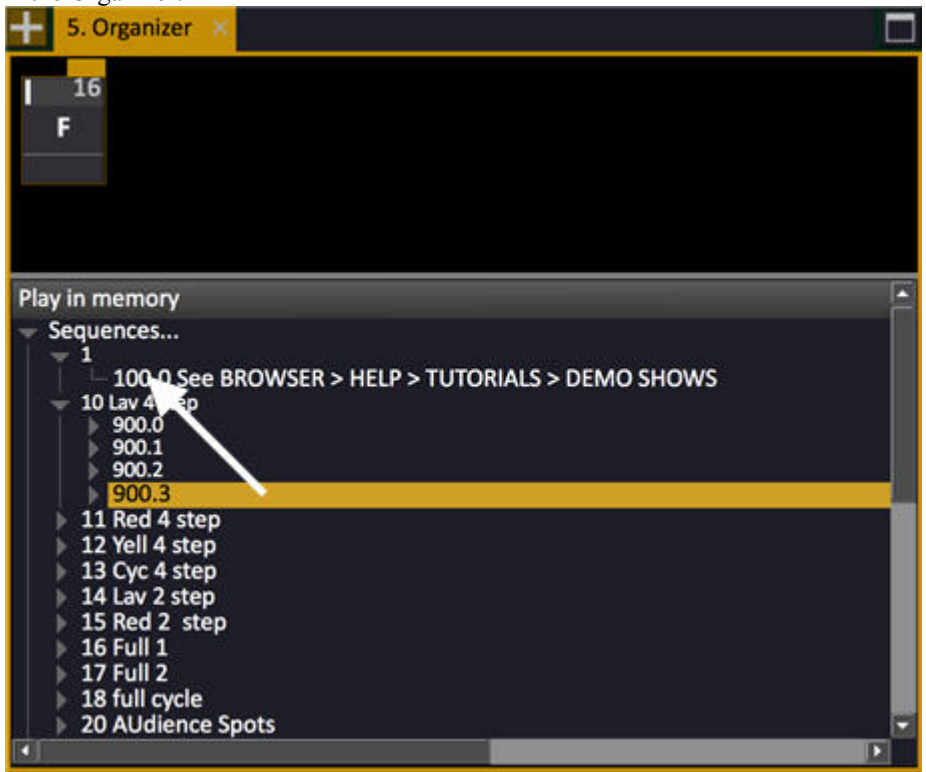 5. Organizer
16
F
Play in memory
Sequences...
1
100.0 See BROWSER > HELP > TUTORIALS > DEMO SHOWS
10 Lav 4 step
900.0
900.1
900.2
900.3
11 Red 4 step
12 Yell 4 step
13 Cyc 4 step
14 Lav 2 step
15 Red 2 step
16 Full 1
17 Full 2
18 full cycle
20 AUdience Spots